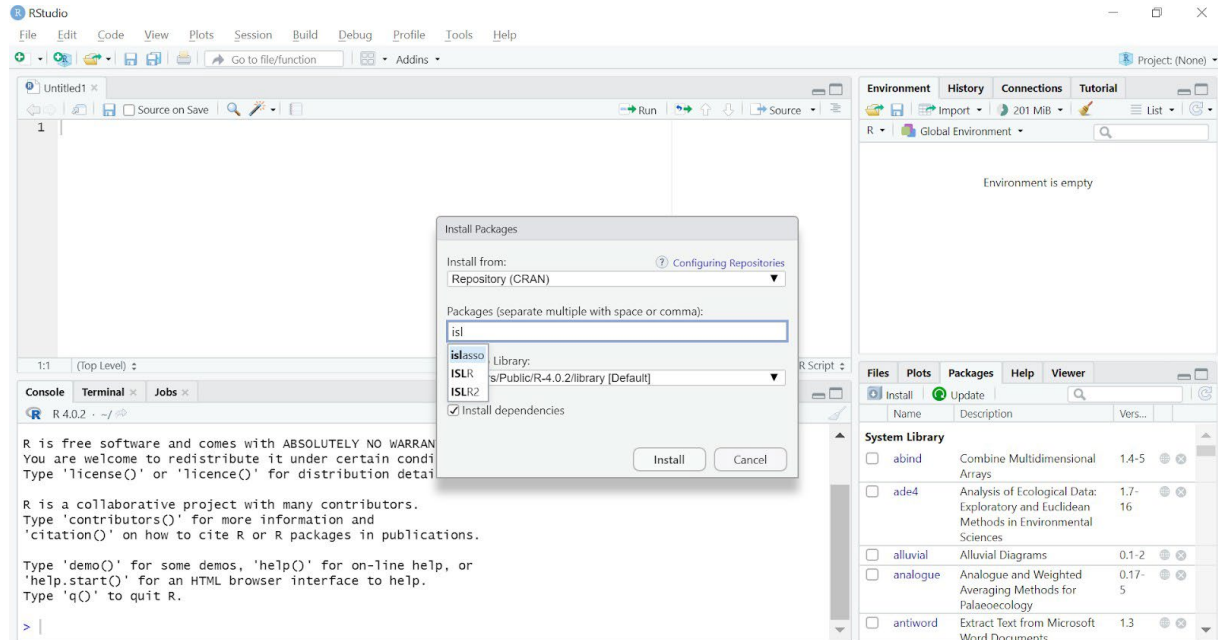 RStudio
File Edit Code View Plots Session Build Debug Profile Tools Help
Go to file/function Addins Project: (None)
Untitled1
Source on Save Run Source
1
1:1 (Top Level) R Script
Console Terminal Jobs
R 4.0.2 · ~/
R is free software and comes with ABSOLUTELY NO WARRAN
You are welcome to redistribute it under certain condi
Type 'license()' or 'licence()' for distribution detai
R is a collaborative project with many contributors.
Type 'contributors()' for more information and
'citation()' on how to cite R or R packages in publications.
Type 'demo()' for some demos, 'help()' for on-line help, or
'help.start()' for an HTML browser interface to help.
Type 'q()' to quit R.
>
Install Packages
Install from:
? Configuring Repositories
Repository (CRAN)
Packages (separate multiple with space or comma):
isl
islasso
ISLR
ISLR2
Library:
s/Public/R-4.0.2/library [Default]
Install dependencies
Install Cancel
Environment History Connections Tutorial
Import 201 MiB List
R Global Environment
Environment is empty
Files Plots Packages Help Viewer
Install Update
Name Description Vers...
System Library
abind Combine Multidimensional 1.4-5
Arrays
ade4 Analysis of Ecological Data: 1.7-
Exploratory and Euclidean 16
Methods in Environmental
Sciences
alluvial Alluvial Diagrams 0.1-2
analogue Analogue and Weighted 0.17-
Averaging Methods for 5
Palaeoecology
antiword Extract Text from Microsoft 1.3
Word Documents